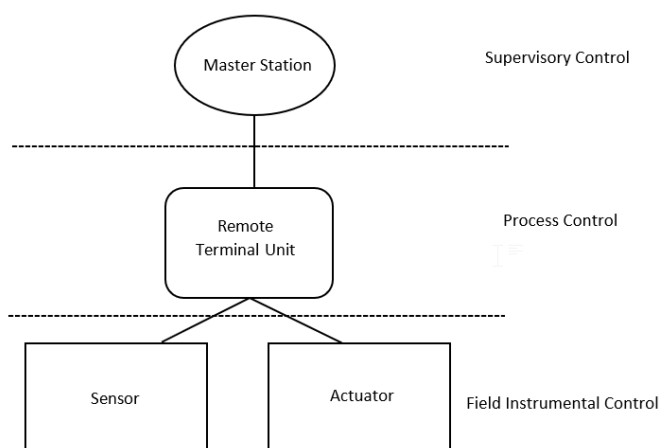 Master Station
Supervisory Control
Remote
Terminal Unit
Process Control
Sensor
Actuator
Field Instrumental Control